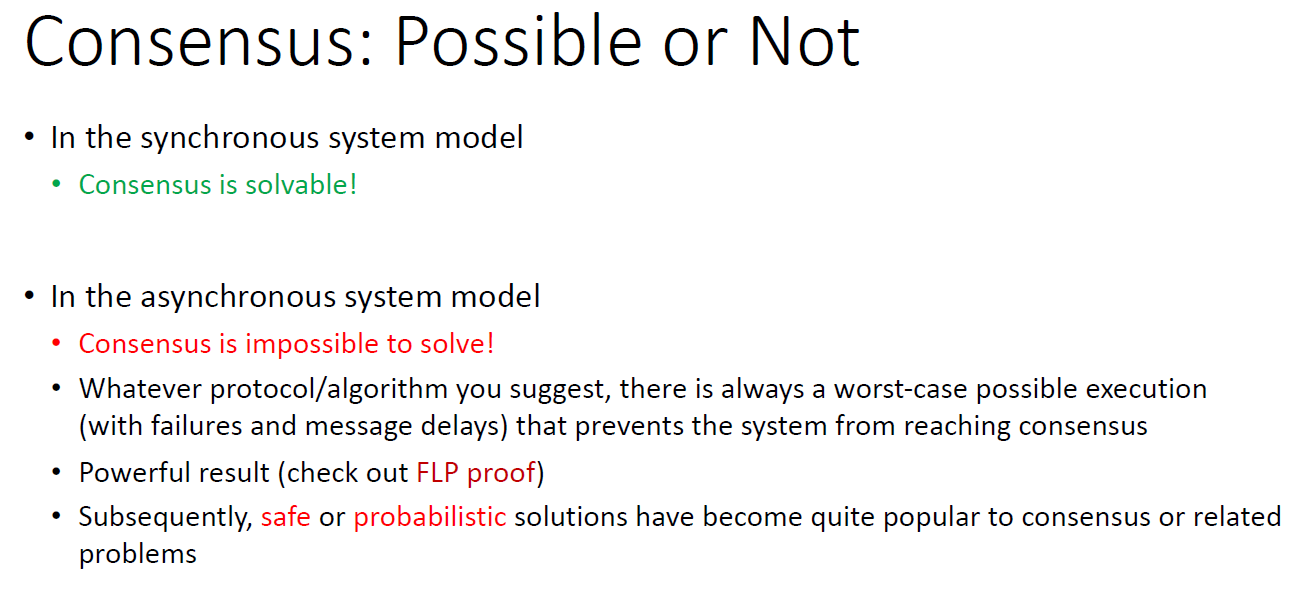 Consensus: Possible or Not
• In the synchronous system model
• Consensus is solvable!
• In the asynchronous system model
• Consensus is impossible to solve!
• Whatever protocol/algorithm you suggest, there is always a worst-case possible execution
(with failures and message delays) that prevents the system from reaching consensus
• Powerful result (check out FLP proof)
• Subsequently, safe or probabilistic solutions have become quite popular to consensus or related
problems